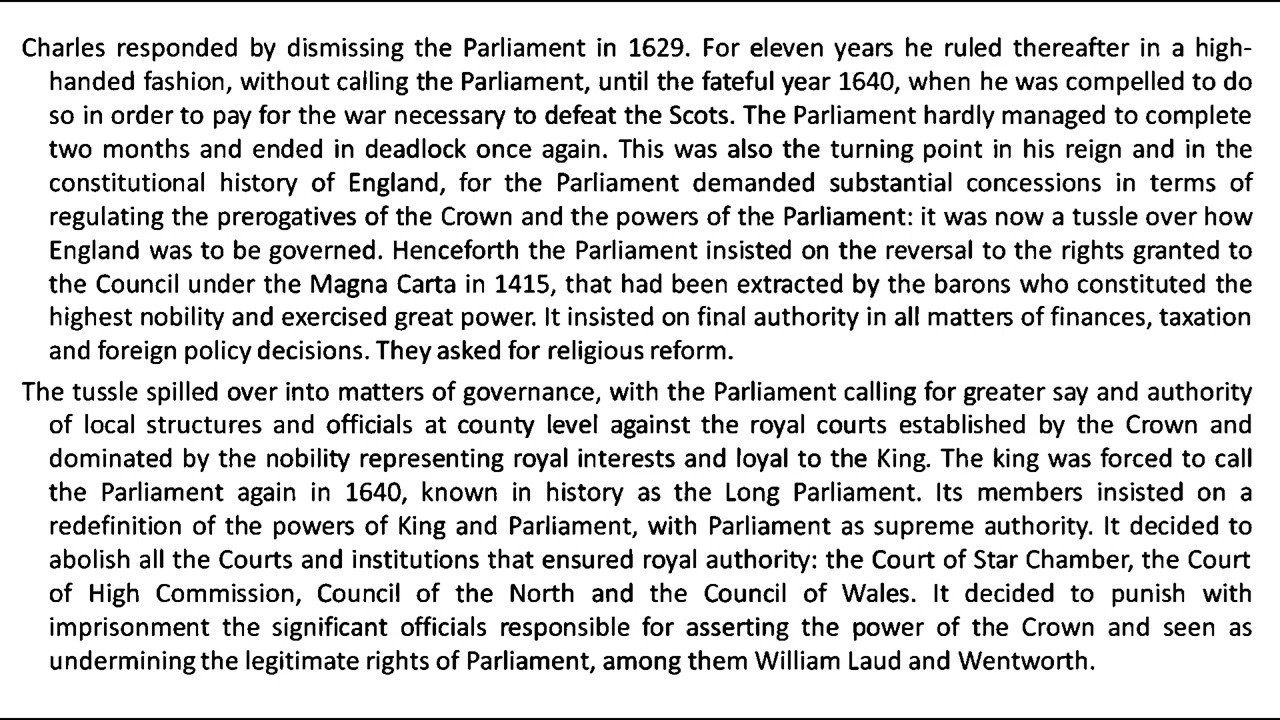 Charles responded by dismissing the Parliament in 1629. For eleven years he ruled thereafter in a high-
handed fashion, without calling the Parliament, until the fateful year 1640, when he was compelled to do
so in order to pay for the war necessary to defeat the Scots. The Parliament hardly managed to complete
two months and ended in deadlock once again. This was also the turning point in his reign and in the
constitutional history of England, for the Parliament demanded substantial concessions in terms of
regulating the prerogatives of the Crown and the powers of the Parliament: it was now a tussle over how
England was to be governed. Henceforth the Parliament insisted on the reversal to the rights granted to
the Council under the Magna Carta in 1415, that had been extracted by the barons who constituted the
highest nobility and exercised great power. It insisted on final authority in all matters of finances, taxation
and foreign policy decisions. They asked for religious reform.
The tussle spilled over into matters of governance, with the Parliament calling for greater say and authority
of local structures and officials at county level against the royal courts established by the Crown and
dominated by the nobility representing royal interests and loyal to the King. The king was forced to call
the Parliament again in 1640, known in history as the Long Parliament. Its members insisted on a
redefinition of the powers of King and Parliament, with Parliament as supreme authority. It decided to
abolish all the Courts and institutions that ensured royal authority: the Court of Star Chamber, the Court
of High Commission, Council of the North and the Council of Wales. It decided to punish with
imprisonment the significant officials responsible for asserting the power of the Crown and seen as
undermining the legitimate rights of Parliament, among them William Laud and Wentworth.